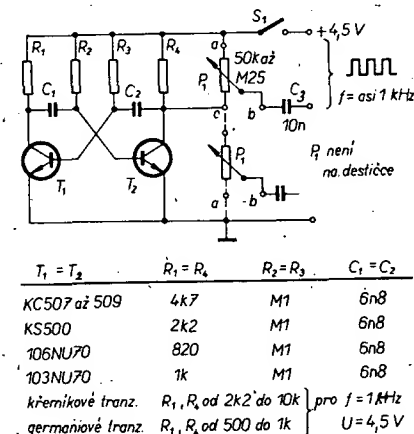 S1
+4,5 V
R1 R2 R3 R4
a
50k až
M25
P1
C1 C2
c
b
C3
10n
f = asi 1 kHz
T1 T2
P1
P1 není
na destičce
a
b
T1 = T2 R1 = R4 R2 = R3 C1 = C2
KC507 až 509 4k7 M1 6n8
KS500 2k2 M1 6n8
106NU70 820 M1 6n8
103NU70 1k M1 6n8
křemíkové tranz. R1, R4 od 2k2 do 10k pro f = 1 kHz
germaniové tranz. R1, R4 od 500 do 1k U = 4,5 V